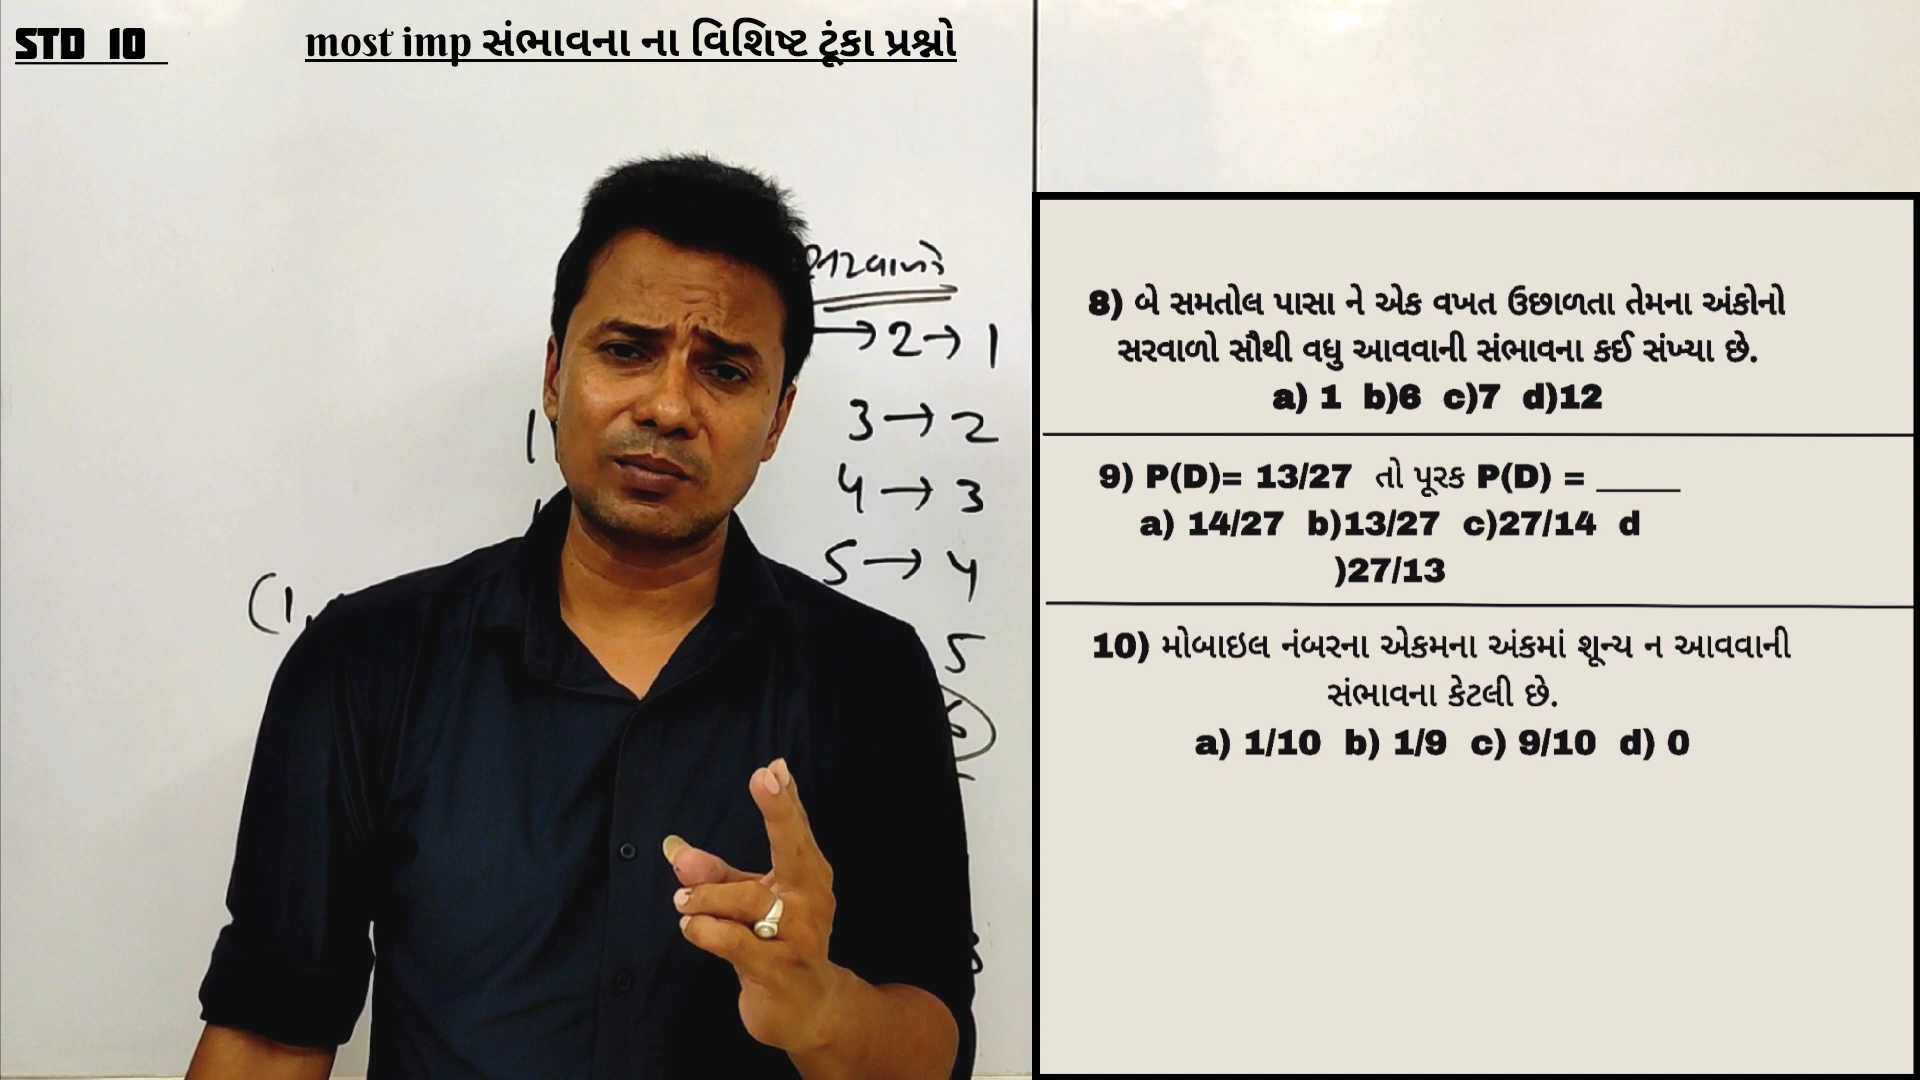 STD 10
most imp સંભાવના ના વિશિષ્ટ ટૂંકા પ્રશ્નો
સરવાળો
→ 2 → 1
3 → 2
4 → 3
5 → 4
5
6
(1,
8) બે સમતોલ પાસા ને એક વખત ઉછાળતા તેમના અંકોનો
સરવાળો સૌથી વધુ આવવાની સંભાવના કઈ સંખ્યા છે.
a) 1 b)6 c)7 d)12
9) P(D)= 13/27 તો પૂરક P(D) = _____
a) 14/27 b)13/27 c)27/14 d
)27/13
10) મોબાઇલ નંબરના એકમના અંકમાં શૂન્ય ન આવવાની
સંભાવના કેટલી છે.
a) 1/10 b) 1/9 c) 9/10 d) 0